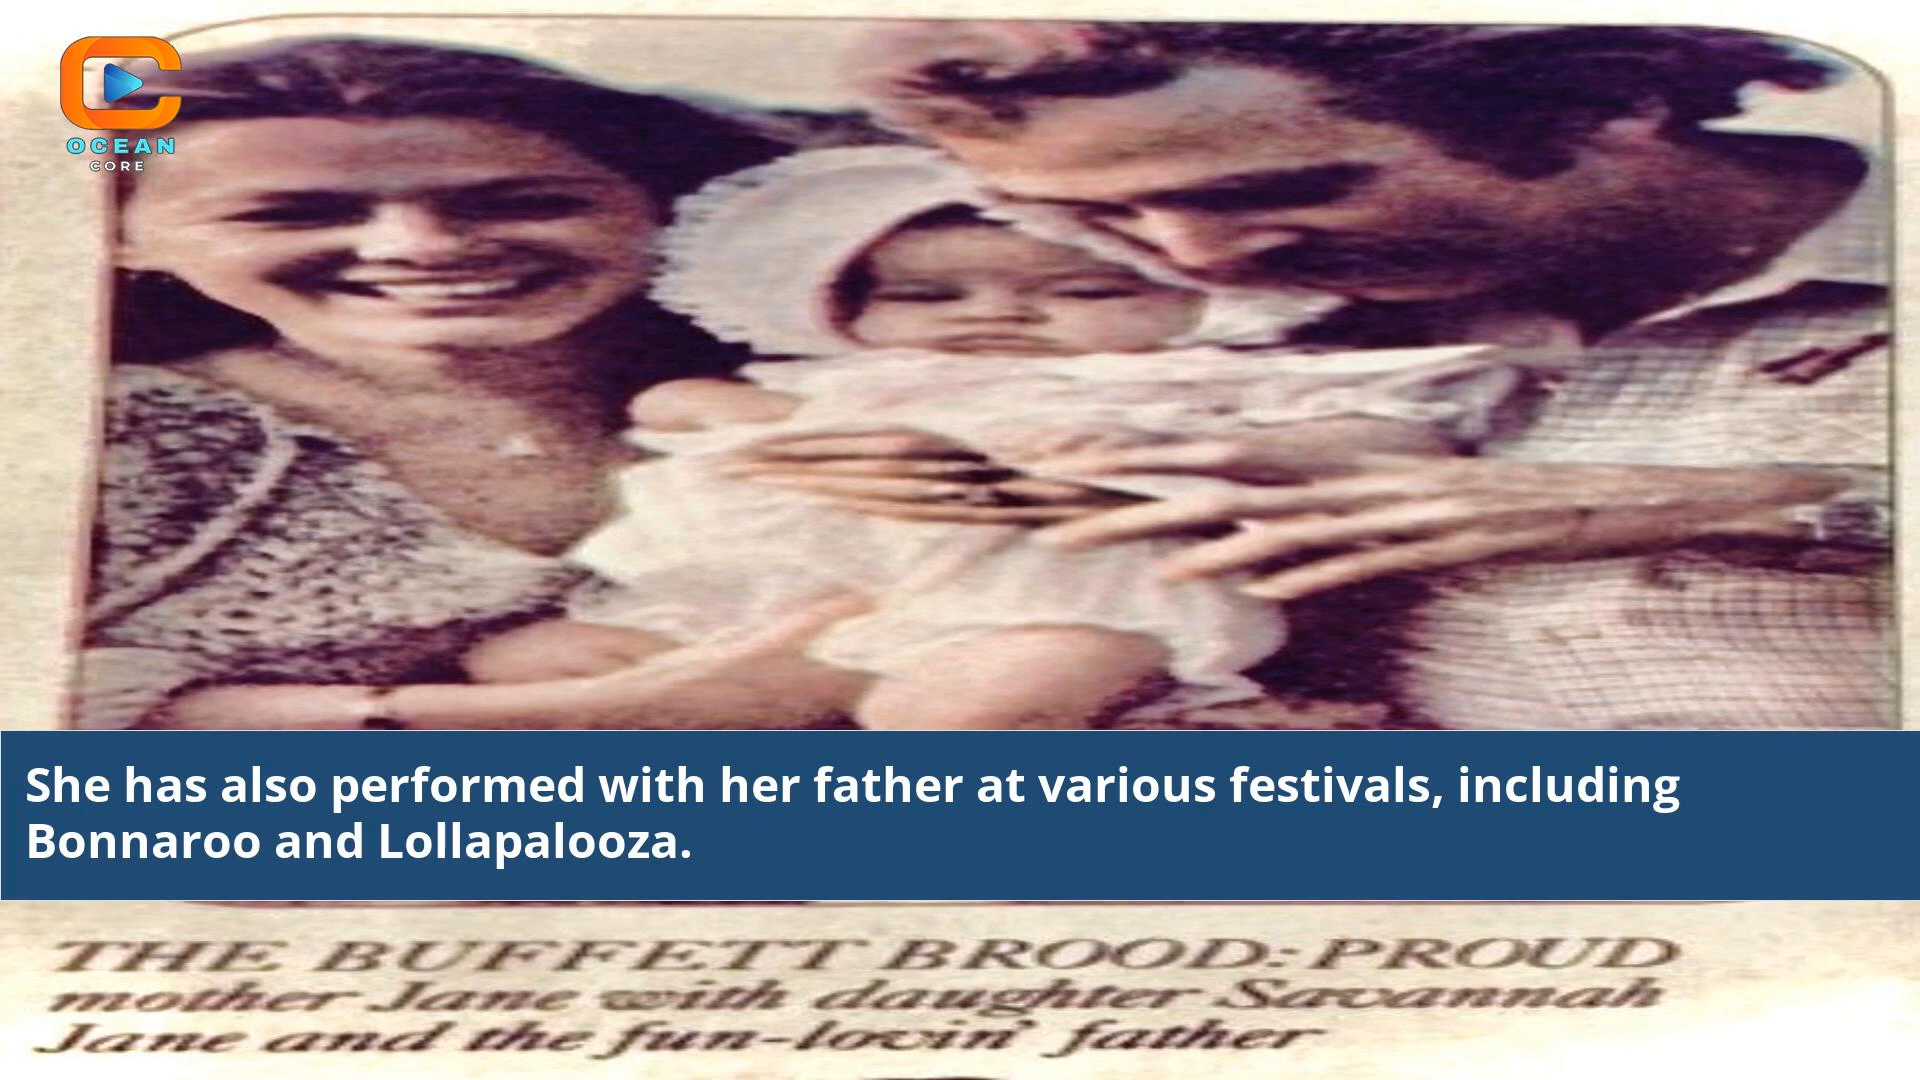 OCEAN
CORE
She has also performed with her father at various festivals, including
Bonnaroo and Lollapalooza.
THE BUFFETT BROOD: PROUD
mother Jane with daughter Savannah
Jane and the fun-lovin' father